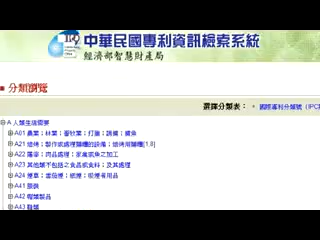 中華民國專利資訊檢索系統
經濟部智慧財產局
分類瀏覽
選擇分類表：國際專利分類號 (IPC
A 人類生活需要
A01 農業；林業；畜牧業；打獵；誘捕；捕魚
A21 焙烤；製作或處理麵糰的設備；焙烤用麵糰[1,8]
A22 屠宰；肉品處理；家禽或魚之加工
A23 其他類不包括之食品或食料；及其處理
A24 煙草；雪茄煙；紙煙；吸煙者用品
A41 服裝
A42 帽類製品
A43 鞋類